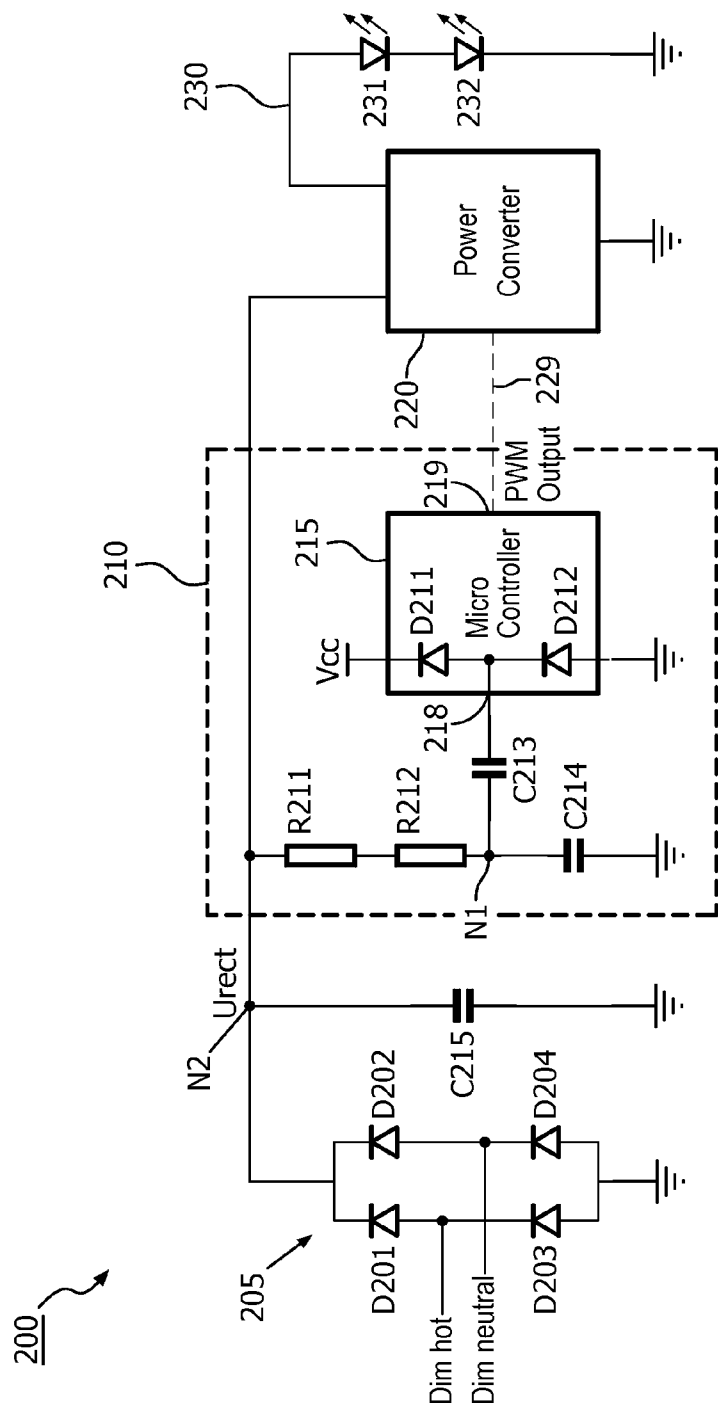 200
205
D201
D202
D203
D204
Dim hot
Dim neutral
N2
Urect
C215
210
R211
R212
N1
C213
C214
Vcc
215
218
219
D211
D212
Micro
Controller
PWM
Output
229
220
Power
Converter
230
231
232